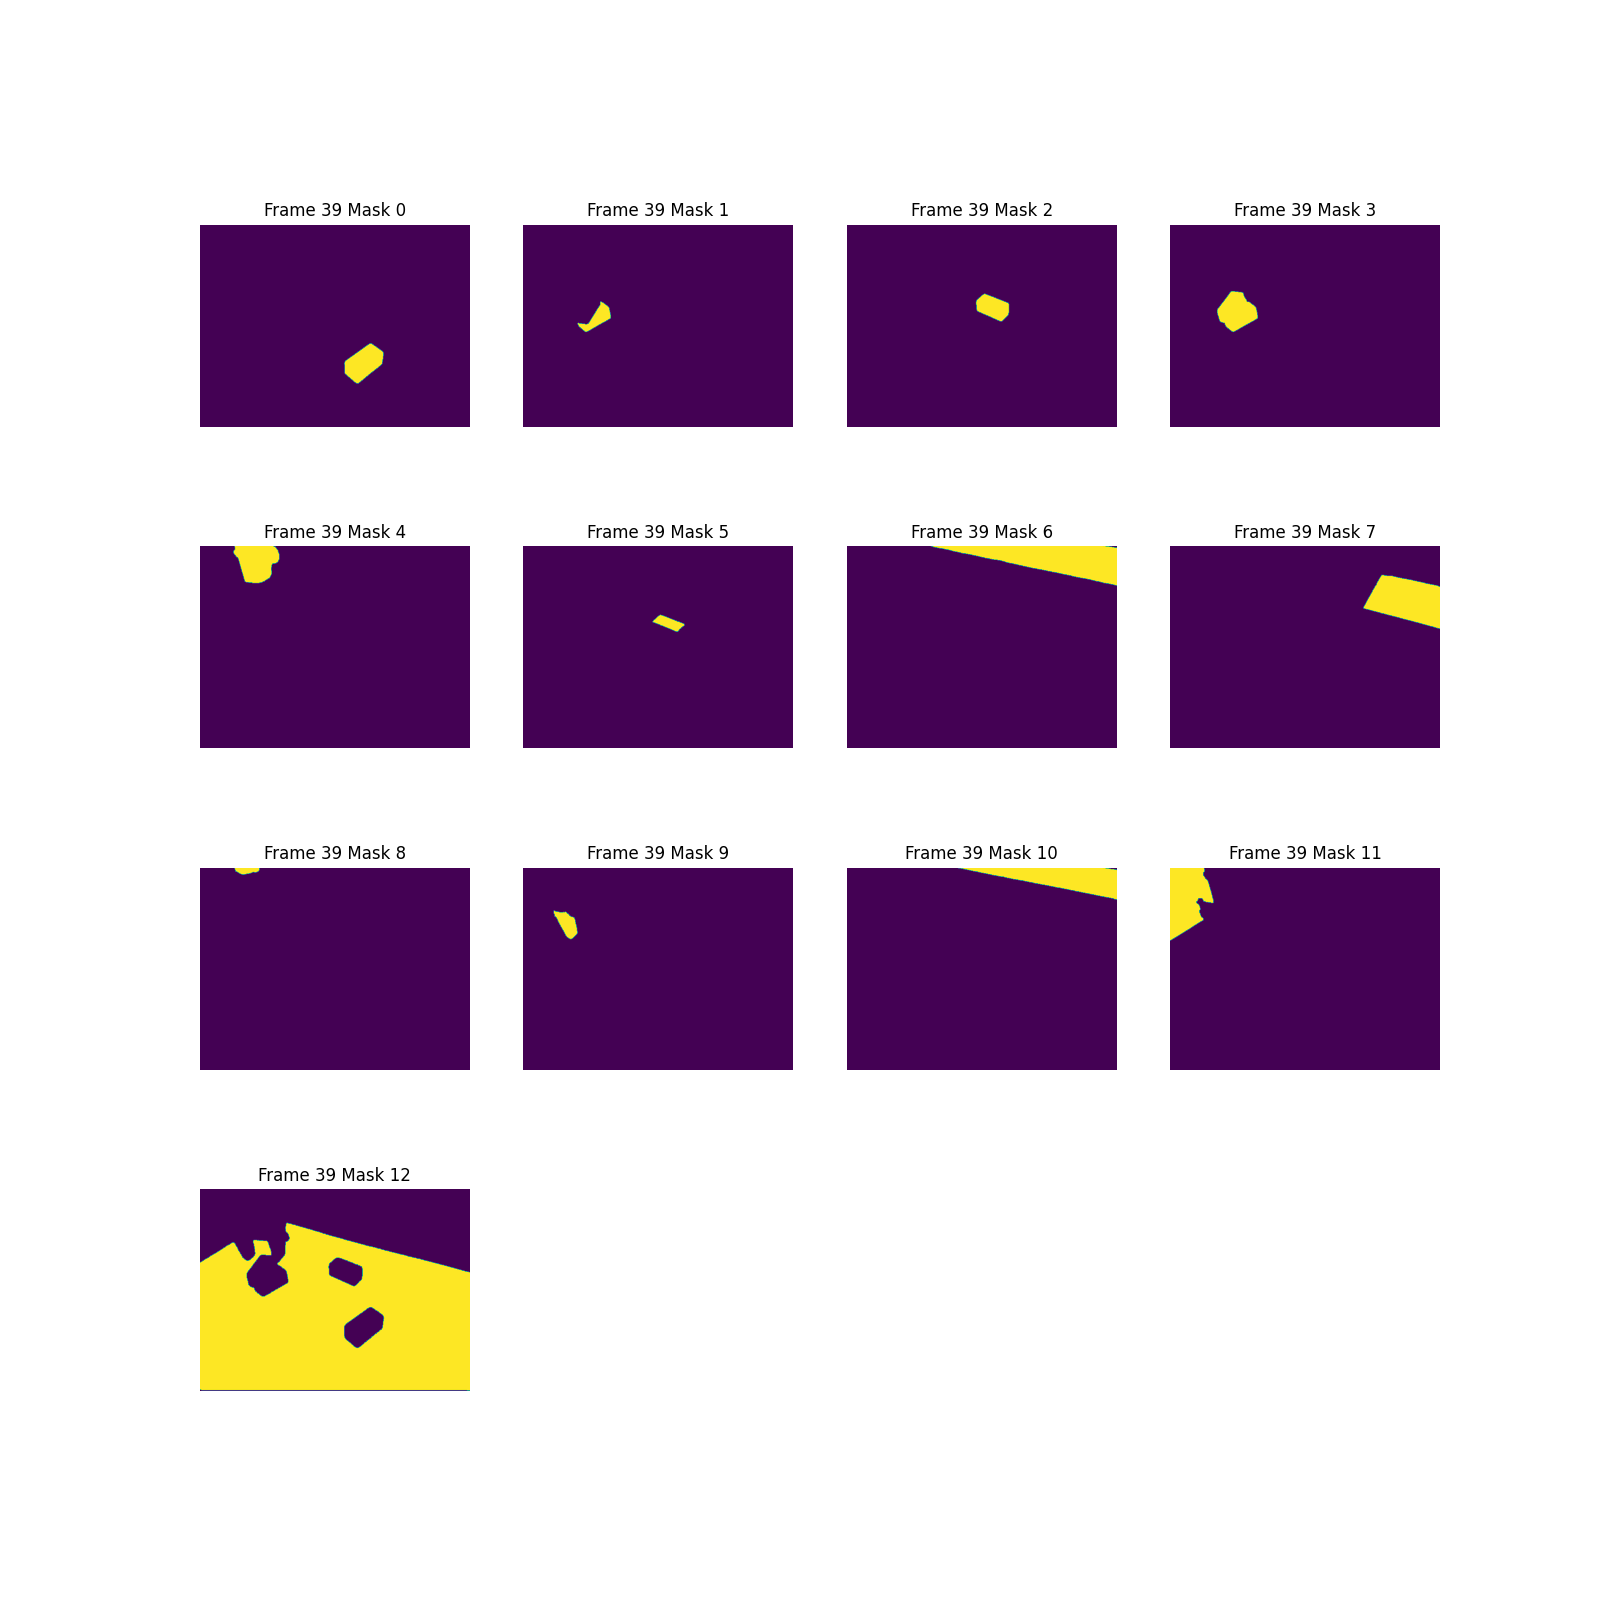 Frame 39 Mask 0
Frame 39 Mask 1
Frame 39 Mask 2
Frame 39 Mask 3
Frame 39 Mask 4
Frame 39 Mask 5
Frame 39 Mask 6
Frame 39 Mask 7
Frame 39 Mask 8
Frame 39 Mask 9
Frame 39 Mask 10
Frame 39 Mask 11
Frame 39 Mask 12